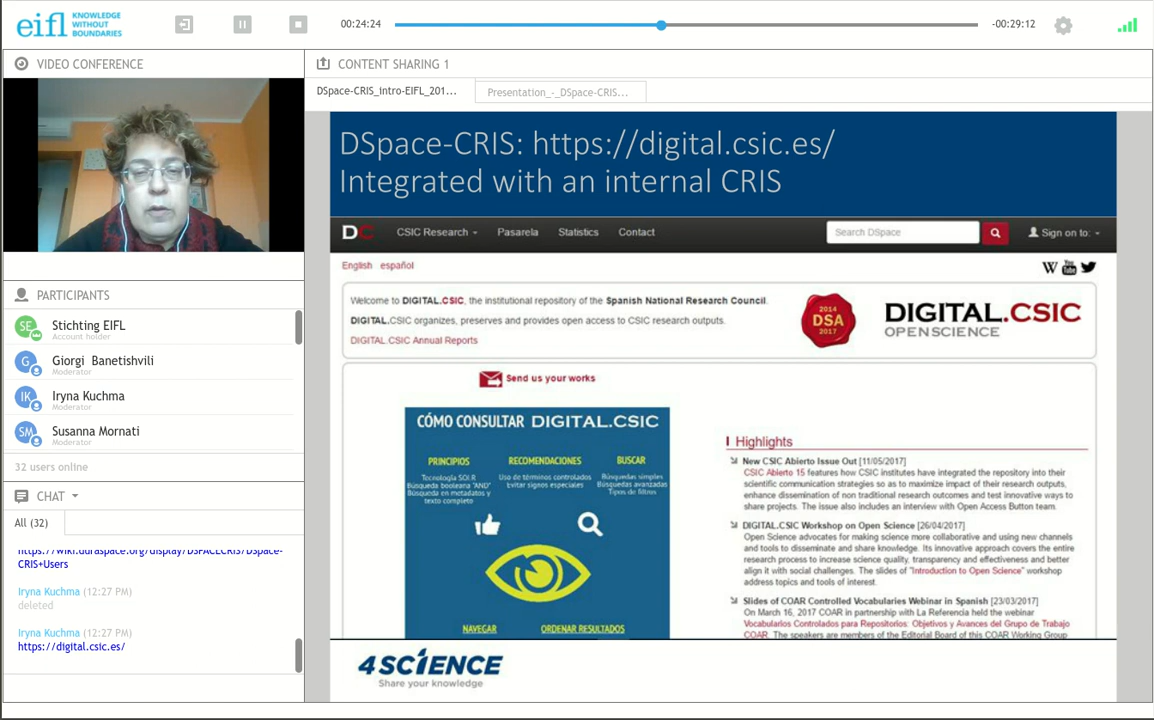 eifl KNOWLEDGE WITHOUT BOUNDARIES
00:24:24
-00:29:12
VIDEO CONFERENCE
PARTICIPANTS
SE Stichting EIFL
Account holder
G Giorgi Banetishvili
Moderator
IK Iryna Kuchma
Moderator
SM Susanna Mornati
Moderator
32 users online
CHAT
All (32)
https://wiki.duraspace.org/display/DSPACECRIS/DSpace-
CRIS+Users
Iryna Kuchma (12:27 PM)
deleted
Iryna Kuchma (12:27 PM)
https://digital.csic.es/
CONTENT SHARING 1
DSpace-CRIS_intro-EIFL_201...
Presentation_-_DSpace-CRIS...
DSpace-CRIS: https://digital.csic.es/
Integrated with an internal CRIS
DC CSIC Research Pasarela Statistics Contact Search DSpace Sign on to:
English español
W You Tube
Welcome to DIGITAL.CSIC, the institutional repository of the Spanish National Research Council.
DIGITAL.CSIC organizes, preserves and provides open access to CSIC research outputs.
DIGITAL.CSIC Annual Reports
2014
DSA
2017
DIGITAL.CSIC
OPEN SCIENCE
Send us your works
CÓMO CONSULTAR DIGITAL.CSIC
PRINCIPIOS
Tecnología SOLR
Búsqueda booleana "AND"
Búsqueda en metadatos y
texto completo
RECOMENDACIONES
Uso de términos controlados
Evitar signos especiales
BUSCAR
Búsquedas simples
Búsquedas avanzadas
Tipos de filtros
NAVEGAR
ORDENAR RESULTADOS
Highlights
New CSIC Abierto Issue Out [11/05/2017]
CSIC Abierto 15 features how CSIC institutes have integrated the repository into their
scientific communication strategies so as to maximize impact of their research outputs,
enhance dissemination of non traditional research outcomes and test innovative ways to
share projects. The issue also includes an interview with Open Access Button team.
DIGITAL.CSIC Workshop on Open Science [26/04/2017]
Open Science advocates for making science more collaborative and using new channels
and tools to disseminate and share knowledge. Its innovative approach covers the entire
research process to increase science quality, transparency and effectiveness and better
align it with social challenges. The slides of "Introduction to Open Science" workshop
address topics and tools of interest.
Slides of COAR Controlled Vocabularies Webinar in Spanish [23/03/2017]
On March 16, 2017 COAR in partnership with La Referencia held the webinar
Vocabularios Controlados para Repositorios: Objetivos y Avances del Grupo de Trabajo
COAR. The speakers are members of the Editorial Board of this COAR Working Group
4SCIENCE
Share your knowledge